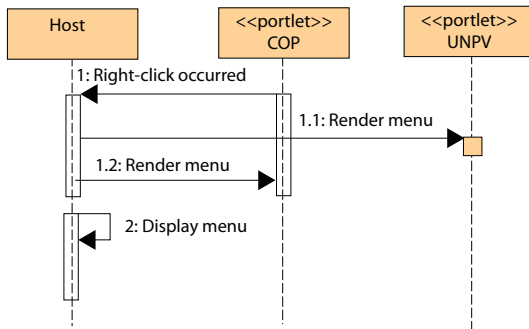 Host
<<portlet>>
COP
<<portlet>>
UNPV
1: Right-click occurred
1.1: Render menu
1.2: Render menu
2: Display menu